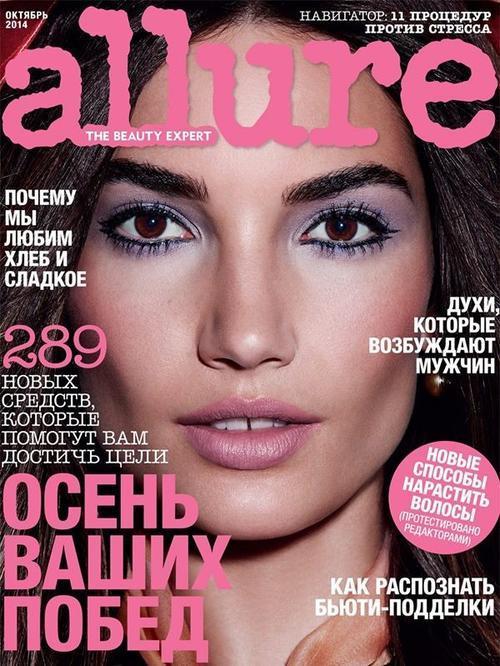 ОКТЯБРЬ
2014
НАВИГАТОР: 11 ПРОЦЕДУР
ПРОТИВ СТРЕССА
allure
THE BEAUTY EXPERT
ПОЧЕМУ
МЫ
ЛЮБИМ
ХЛЕБ И
СЛАДКОЕ
ДУХИ,
КОТОРЫЕ
ВОЗБУЖДАЮТ
МУЖЧИН
289
НОВЫХ
СРЕДСТВ,
КОТОРЫЕ
ПОМОГУТ ВАМ
ДОСТИЧЬ ЦЕЛИ
НОВЫЕ
СПОСОБЫ
НАРАСТИТЬ
ВОЛОСЫ
(ПРОТЕСТИРОВАНО
РЕДАКТОРАМИ)
ОСЕНЬ
ВАШИХ
ПОБЕД
КАК РАСПОЗНАТЬ
БЬЮТИ-ПОДДЕЛКИ